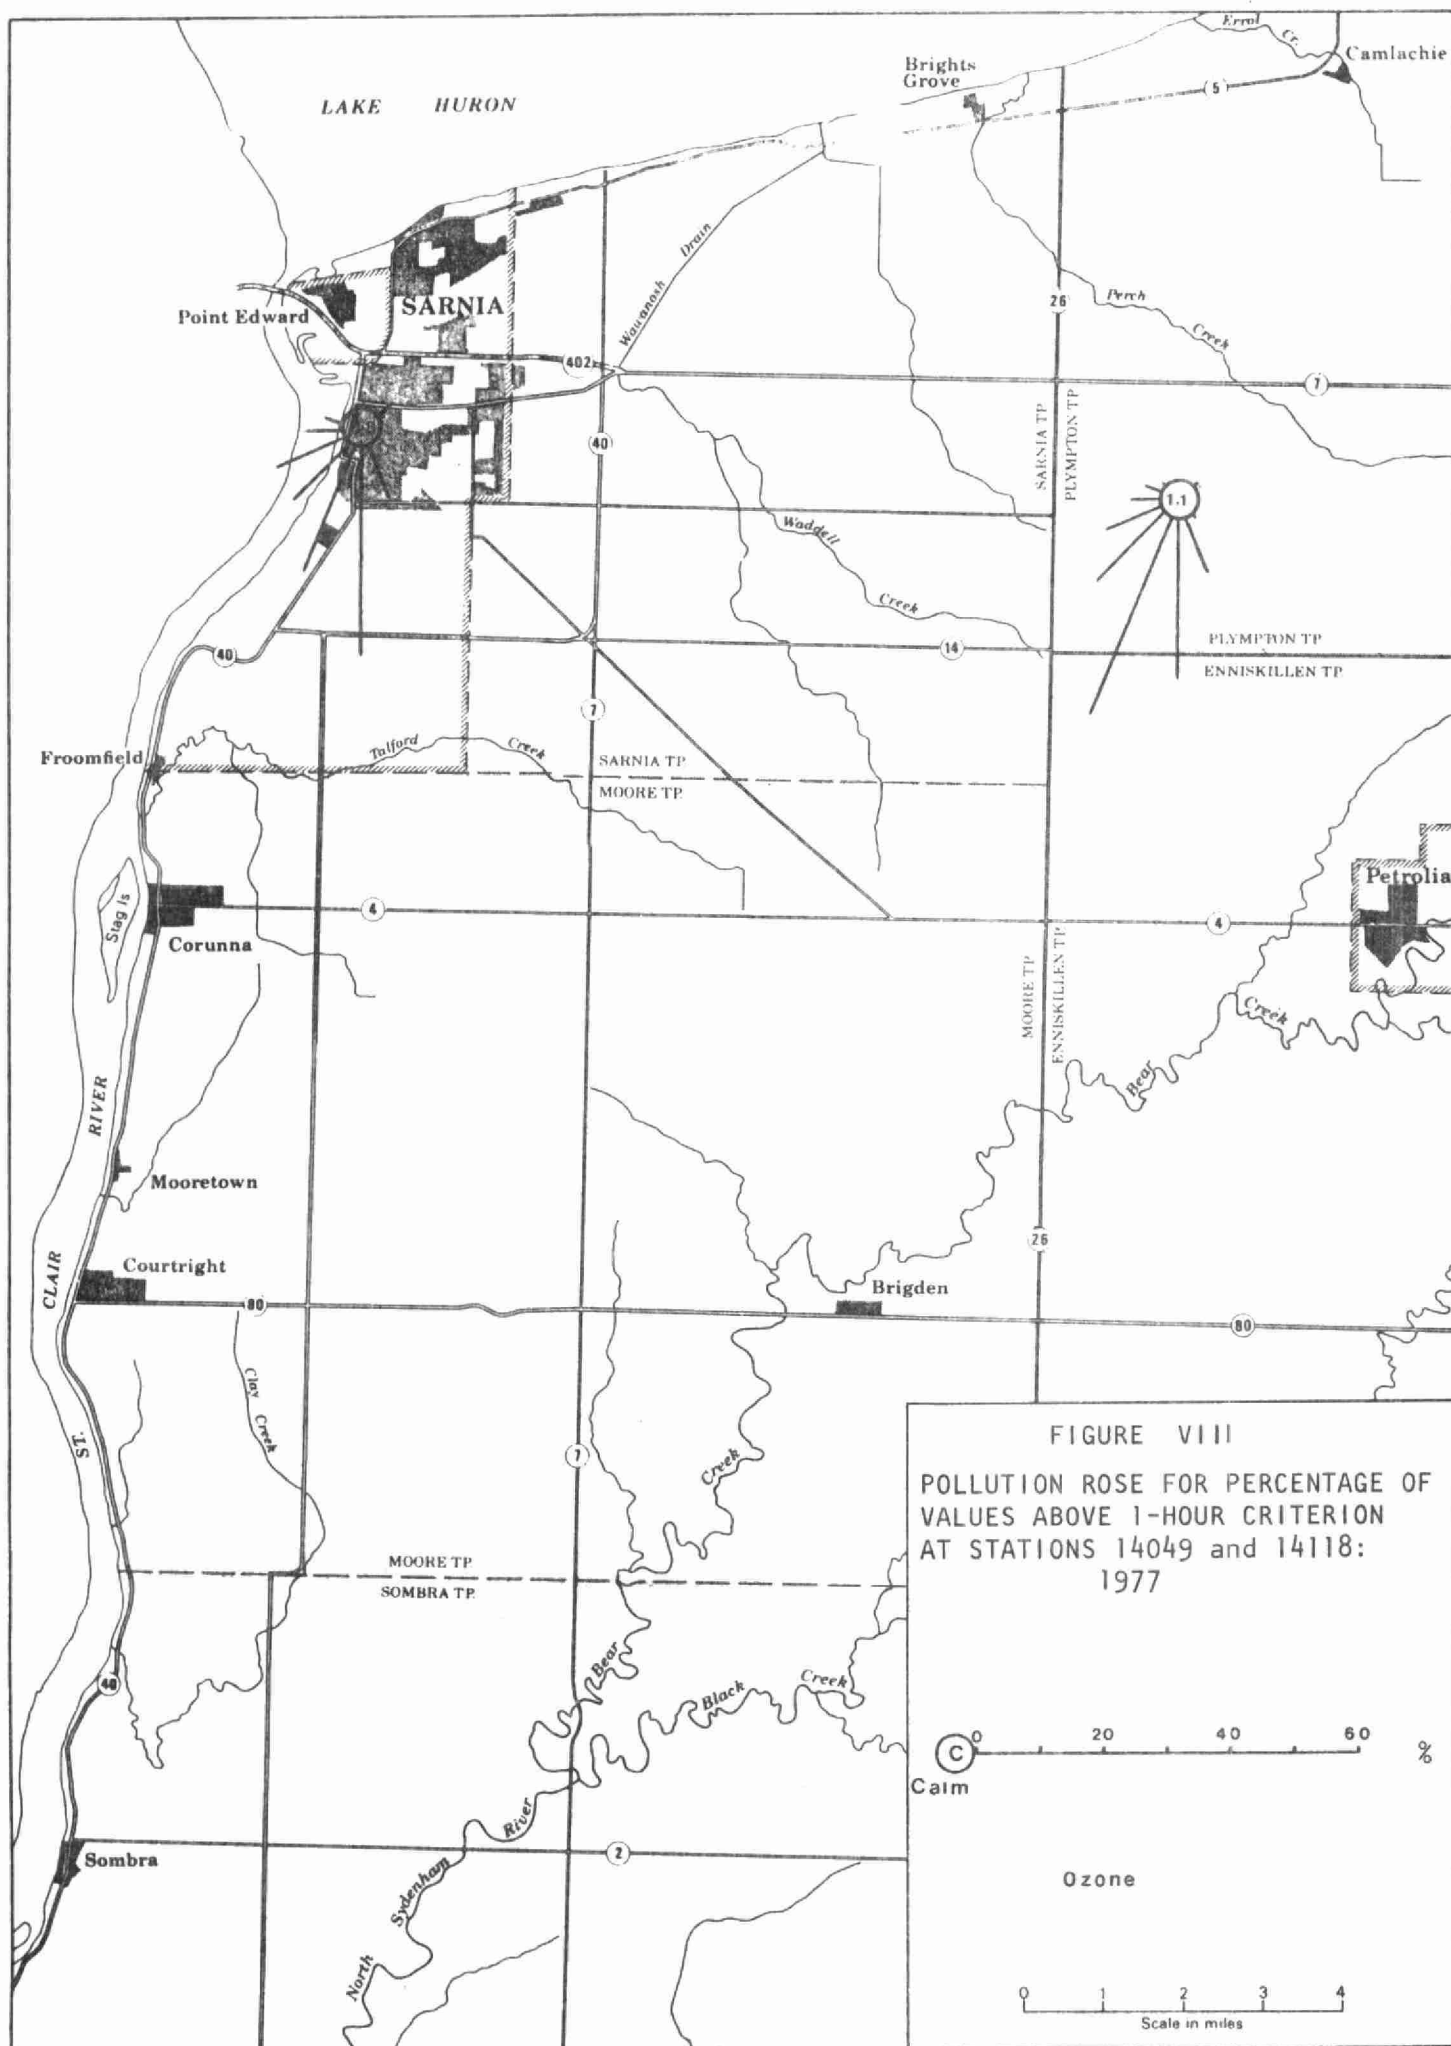 Errol
Cr.
Camlachie
Brights
Grove
5
LAKE HURON
Wawanosh Drain
Point Edward
SARNIA
26
Perch
Creek
402
7
40
SARNIA TP.
PLYMPTON TP.
1.1
Waddell
Creek
40
14
PLYMPTON TP.
ENNISKILLEN TP.
7
Froomfield
Talford
Creek
SARNIA TP.
MOORE TP.
Stag Is
Corunna
4
4
Petrolia
MOORE TP.
ENNISKILLEN TP.
Creek
Bear
RIVER
Mooretown
CLAIR
Courtright
80
Brigden
26
80
Clay
Creek
ST.
7
Creek
MOORE TP.
SOMBRA TP.
40
Bear
Black
Creek
River
Sydenham
North
Sombra
2
FIGURE VIII
POLLUTION ROSE FOR PERCENTAGE OF
VALUES ABOVE 1-HOUR CRITERION
AT STATIONS 14049 and 14118:
1977
0 20 40 60
C %
Calm
Ozone
0 1 2 3 4
Scale in miles